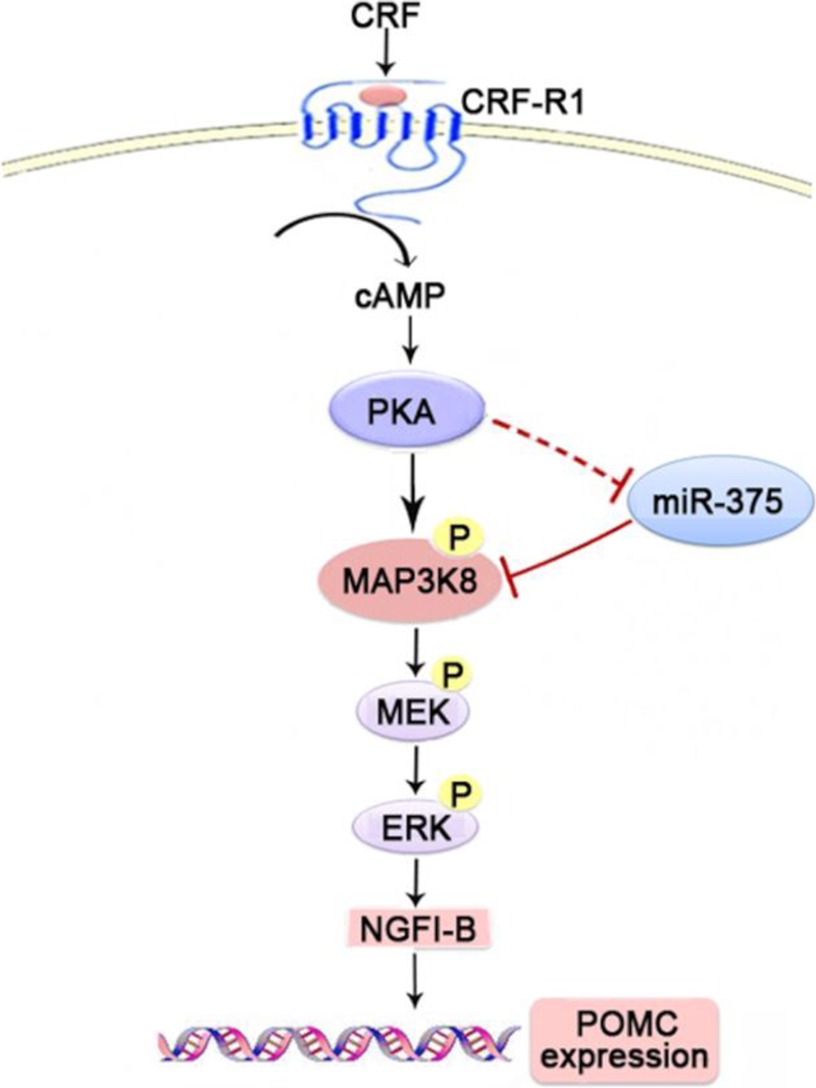 CRF
CRF-R1
cAMP
PKA
miR-375
P
MAP3K8
P
MEK
P
ERK
NGFI-B
POMC
expression